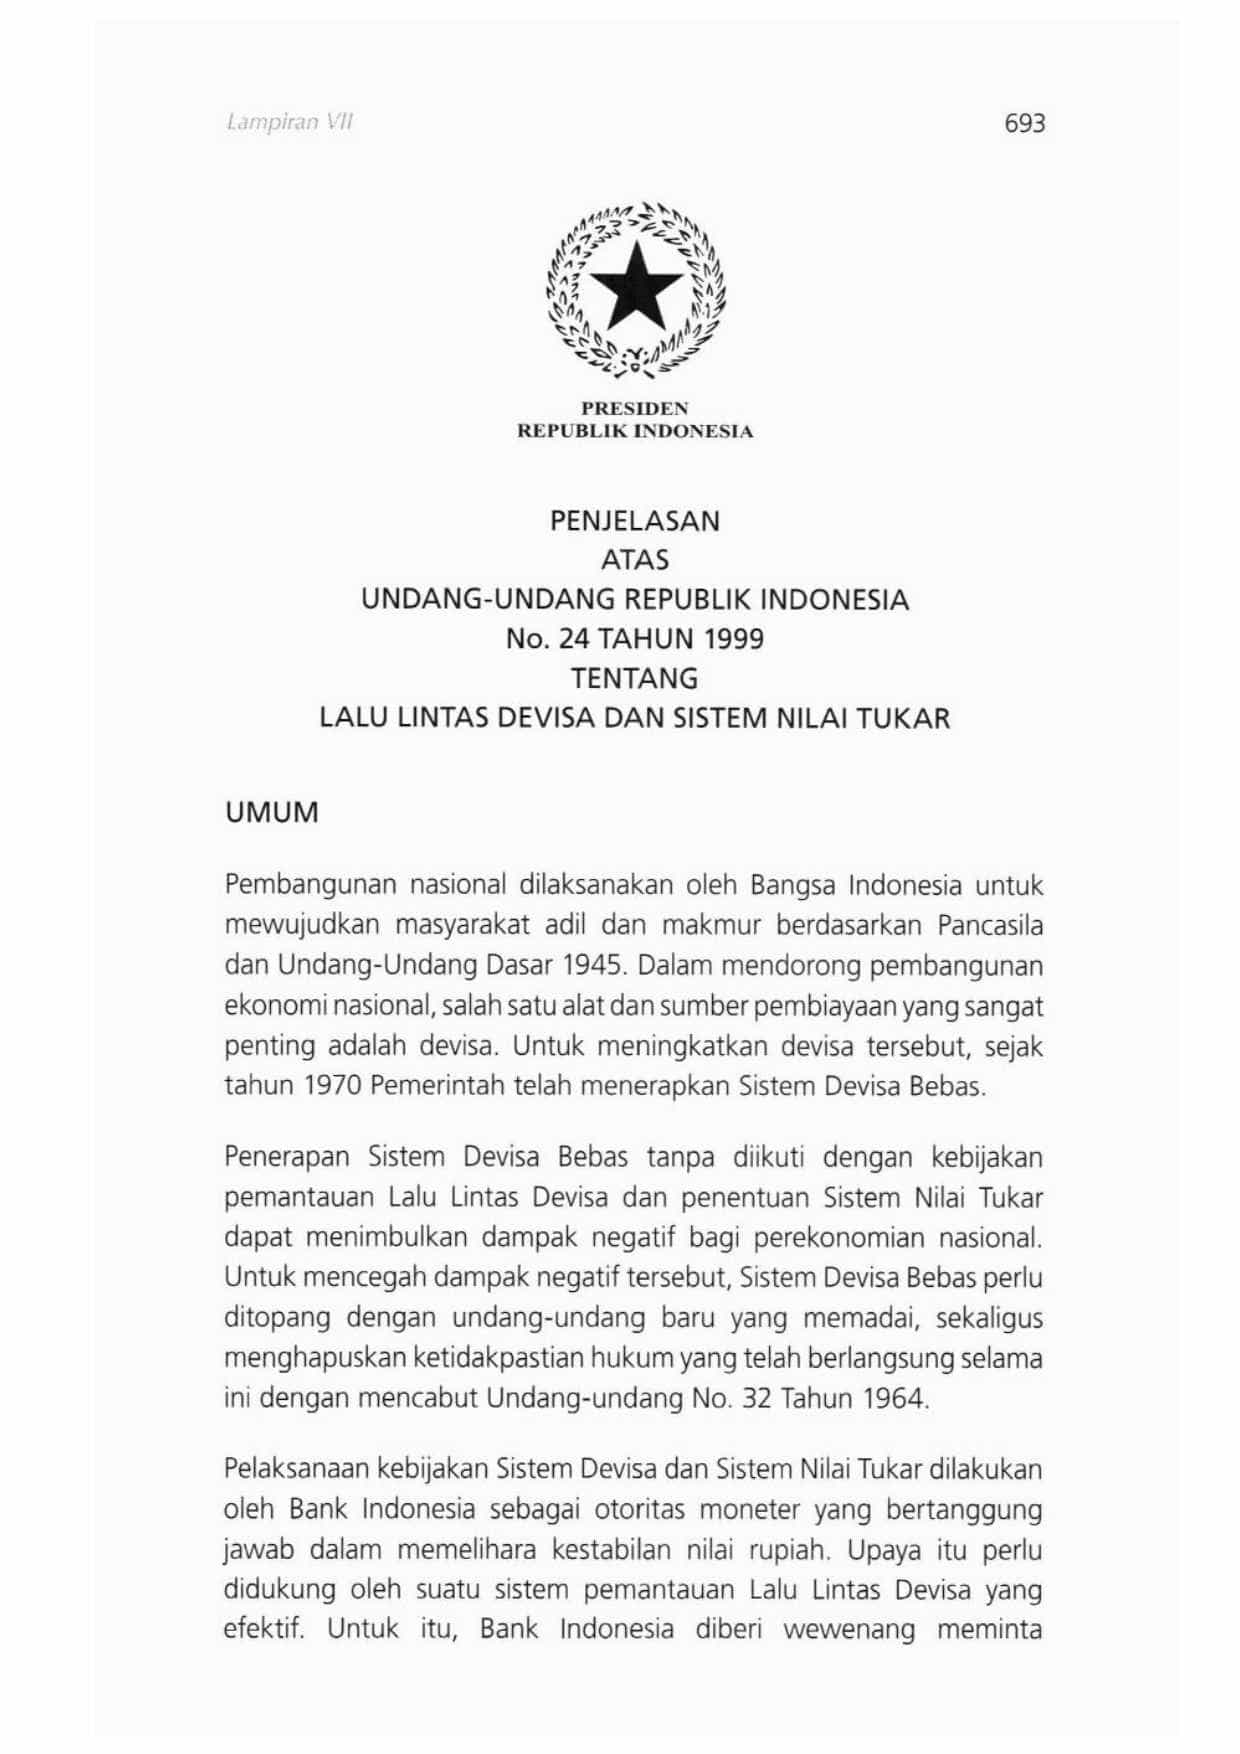 Lampiran VII
693
PRESIDEN
REPUBLIK INDONESIA
PENJELASAN
ATAS
UNDANG-UNDANG REPUBLIK INDONESIA
No. 24 TAHUN 1999
TENTANG
LALU LINTAS DEVISA DAN SISTEM NILAI TUKAR
UMUM
Pembangunan nasional dilaksanakan oleh Bangsa Indonesia untuk
mewujudkan masyarakat adil dan makmur berdasarkan Pancasila
dan Undang-Undang Dasar 1945. Dalam mendorong pembangunan
ekonomi nasional, salah satu alat dan sumber pembiayaan yang sangat
penting adalah devisa. Untuk meningkatkan devisa tersebut, sejak
tahun 1970 Pemerintah telah menerapkan Sistem Devisa Bebas.
Penerapan Sistem Devisa Bebas tanpa diikuti dengan kebijakan
pemantauan Lalu Lintas Devisa dan penentuan Sistem Nilai Tukar
dapat menimbulkan dampak negatif bagi perekonomian nasional.
Untuk mencegah dampak negatif tersebut, Sistem Devisa Bebas perlu
ditopang dengan undang-undang baru yang memadai, sekaligus
menghapuskan ketidakpastian hukum yang telah berlangsung selama
ini dengan mencabut Undang-undang No. 32 Tahun 1964.
Pelaksanaan kebijakan Sistem Devisa dan Sistem Nilai Tukar dilakukan
oleh Bank Indonesia sebagai otoritas moneter yang bertanggung
jawab dalam memelihara kestabilan nilai rupiah. Upaya itu perlu
didukung oleh suatu sistem pemantauan Lalu Lintas Devisa yang
efektif. Untuk itu, Bank Indonesia diberi wewenang meminta